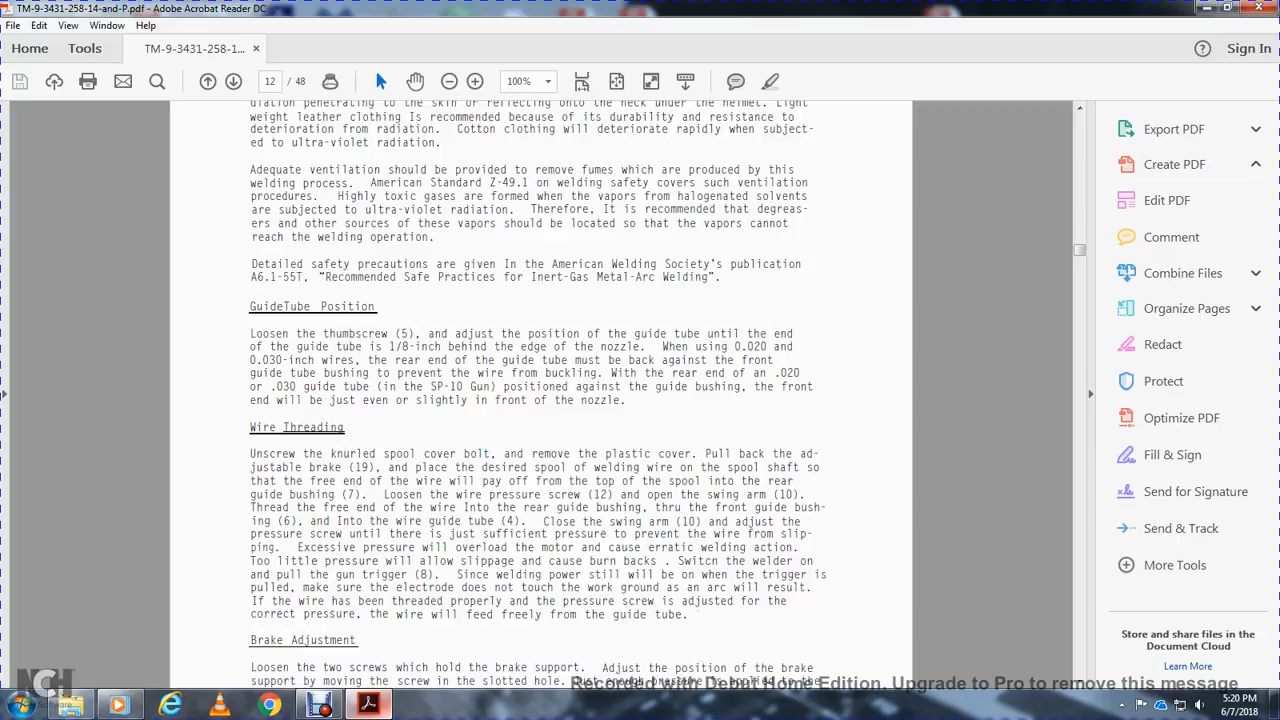 TM-9-3431-258-14-and-P.pdf - Adobe Acrobat Reader DC
File Edit View Window Help
Home Tools TM-9-3431-258-1... × Sign In
12 / 48 100%
diation penetrating to the skin or reflecting onto the neck under the helmet. Light
weight leather clothing Is recommended because of its durability and resistance to
deterioration from radiation. Cotton clothing will deteriorate rapidly when subject-
ed to ultra-violet radiation.
Adequate ventilation should be provided to remove fumes which are produced by this
welding process. American Standard Z-49.1 on welding safety covers such ventilation
procedures. Highly toxic gases are formed when the vapors from halogenated solvents
are subjected to ultra-violet radiation. Therefore, It is recommended that degreas-
ers and other sources of these vapors should be located so that the vapors cannot
reach the welding operation.
Detailed safety precautions are given In the American Welding Society's publication
A6.1-55T, "Recommended Safe Practices for Inert-Gas Metal-Arc Welding".
GuideTube Position
Loosen the thumbscrew (5), and adjust the position of the guide tube until the end
of the guide tube is 1/8-inch behind the edge of the nozzle. When using 0.020 and
0.030-inch wires, the rear end of the guide tube must be back against the front
guide tube bushing to prevent the wire from buckling. With the rear end of an .020
or .030 guide tube (in the SP-10 Gun) positioned against the guide bushing, the front
end will be just even or slightly in front of the nozzle.
Wire Threading
Unscrew the knurled spool cover bolt, and remove the plastic cover. Pull back the ad-
justable brake (19), and place the desired spool of welding wire on the spool shaft so
that the free end of the wire will pay off from the top of the spool into the rear
guide bushing (7). Loosen the wire pressure screw (12) and open the swing arm (10).
Thread the free end of the wire Into the rear guide bushing, thru the front guide bush-
ing (6), and Into the wire guide tube (4). Close the swing arm (10) and adjust the
pressure screw until there is just sufficient pressure to prevent the wire from slip-
ping. Excessive pressure will overload the motor and cause erratic welding action.
Too little pressure will allow slippage and cause burn backs . Switcn the welder on
and pull the gun trigger (8). Since welding power still will be on when the trigger is
pulled, make sure the electrode does not touch the work ground as an arc will result.
If the wire has been threaded properly and the pressure screw is adjusted for the
correct pressure, the wire will feed freely from the guide tube.
Brake Adjustment
Loosen the two screws which hold the brake support. Adjust the position of the brake
support by moving the screw in the slotted hole.
Export PDF
Create PDF
Edit PDF
Comment
Combine Files
Organize Pages
Redact
Protect
Optimize PDF
Fill & Sign
Send for Signature
Send & Track
More Tools
Store and share files in the
Document Cloud
Learn More
NCH
Software
Recorded with Debut Home Edition. Upgrade to Pro to remove this message
5:20 PM
6/7/2018